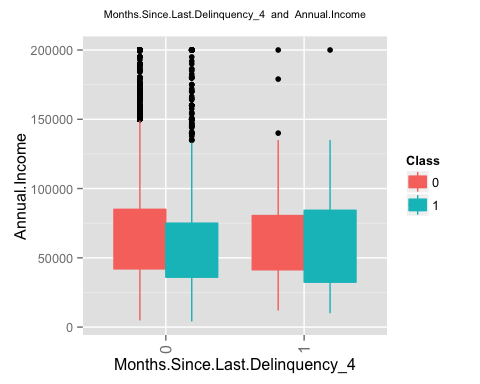 Months.Since.Last.Delinquency_4 and Annual.Income
200000
150000
100000
50000
0
Annual.Income
0
1
Months.Since.Last.Delinquency_4
Class
0
1